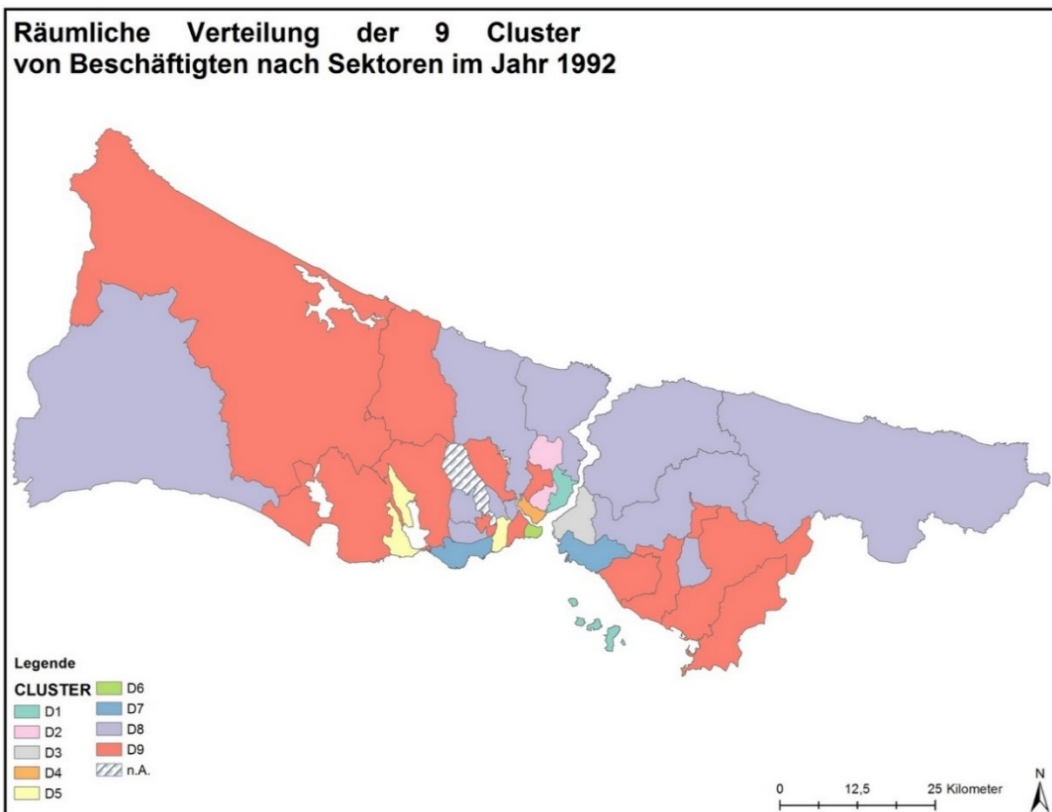 Räumliche Verteilung der 9 Cluster
von Beschäftigten nach Sektoren im Jahr 1992
Legende
CLUSTER
D1
D2
D3
D4
D5
D6
D7
D8
D9
n.A.
N
0 12,5 25 Kilometer